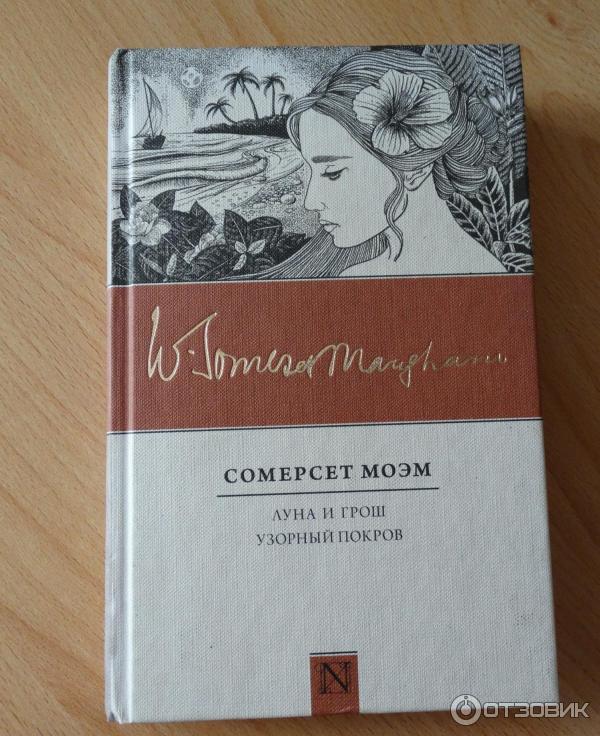 W. Somerset Maugham
СОМЕРСЕТ МОЭМ
ЛУНА И ГРОШ
УЗОРНЫЙ ПОКРОВ
N
ОТЗОВИК